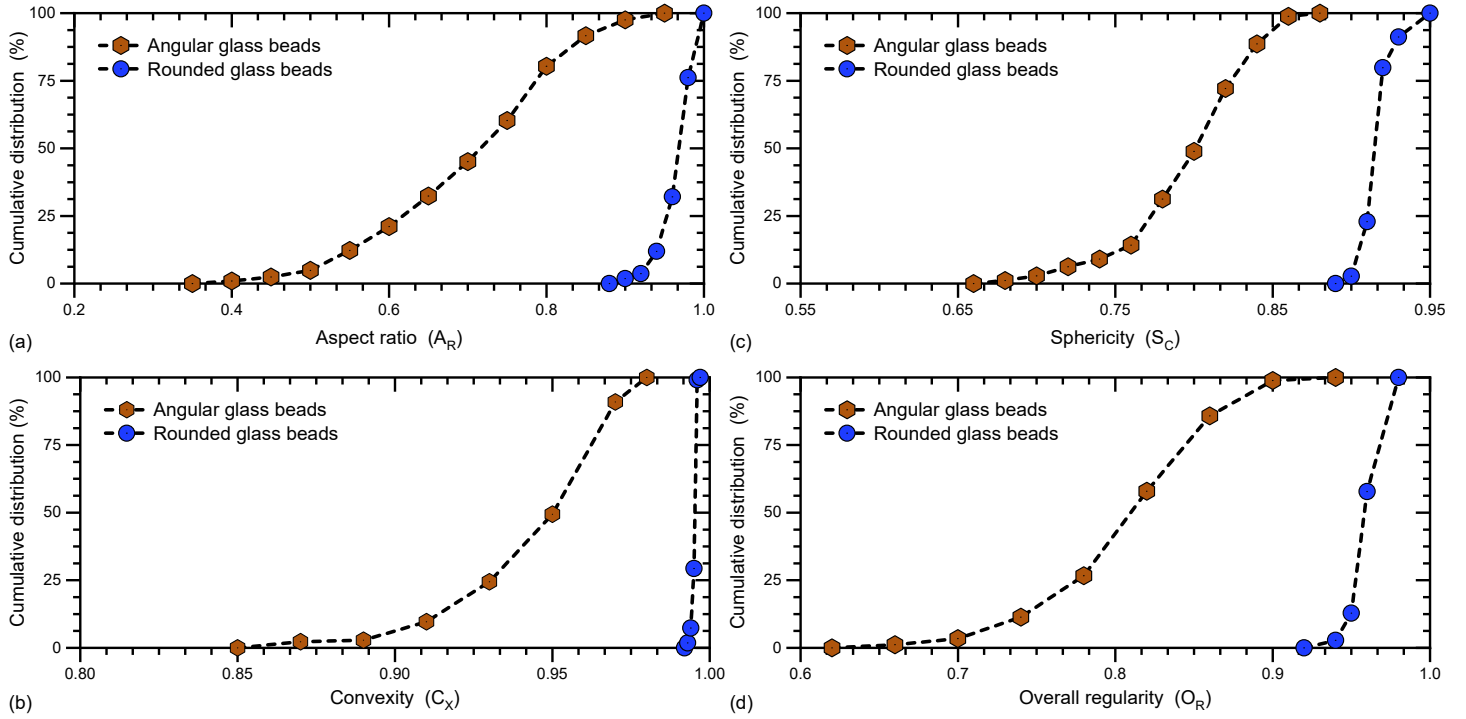 100
75
50
25
0
Cumulative distribution (%)
Angular glass beads
Rounded glass beads
0.2 0.4 0.6 0.8 1.0
(a) Aspect ratio (A_R)
100
75
50
25
0
Cumulative distribution (%)
Angular glass beads
Rounded glass beads
0.55 0.65 0.75 0.85 0.95
(c) Sphericity (S_C)
100
75
50
25
0
Cumulative distribution (%)
Angular glass beads
Rounded glass beads
0.80 0.85 0.90 0.95 1.00
(b) Convexity (C_X)
100
75
50
25
0
Cumulative distribution (%)
Angular glass beads
Rounded glass beads
0.6 0.7 0.8 0.9 1.0
(d) Overall regularity (O_R)